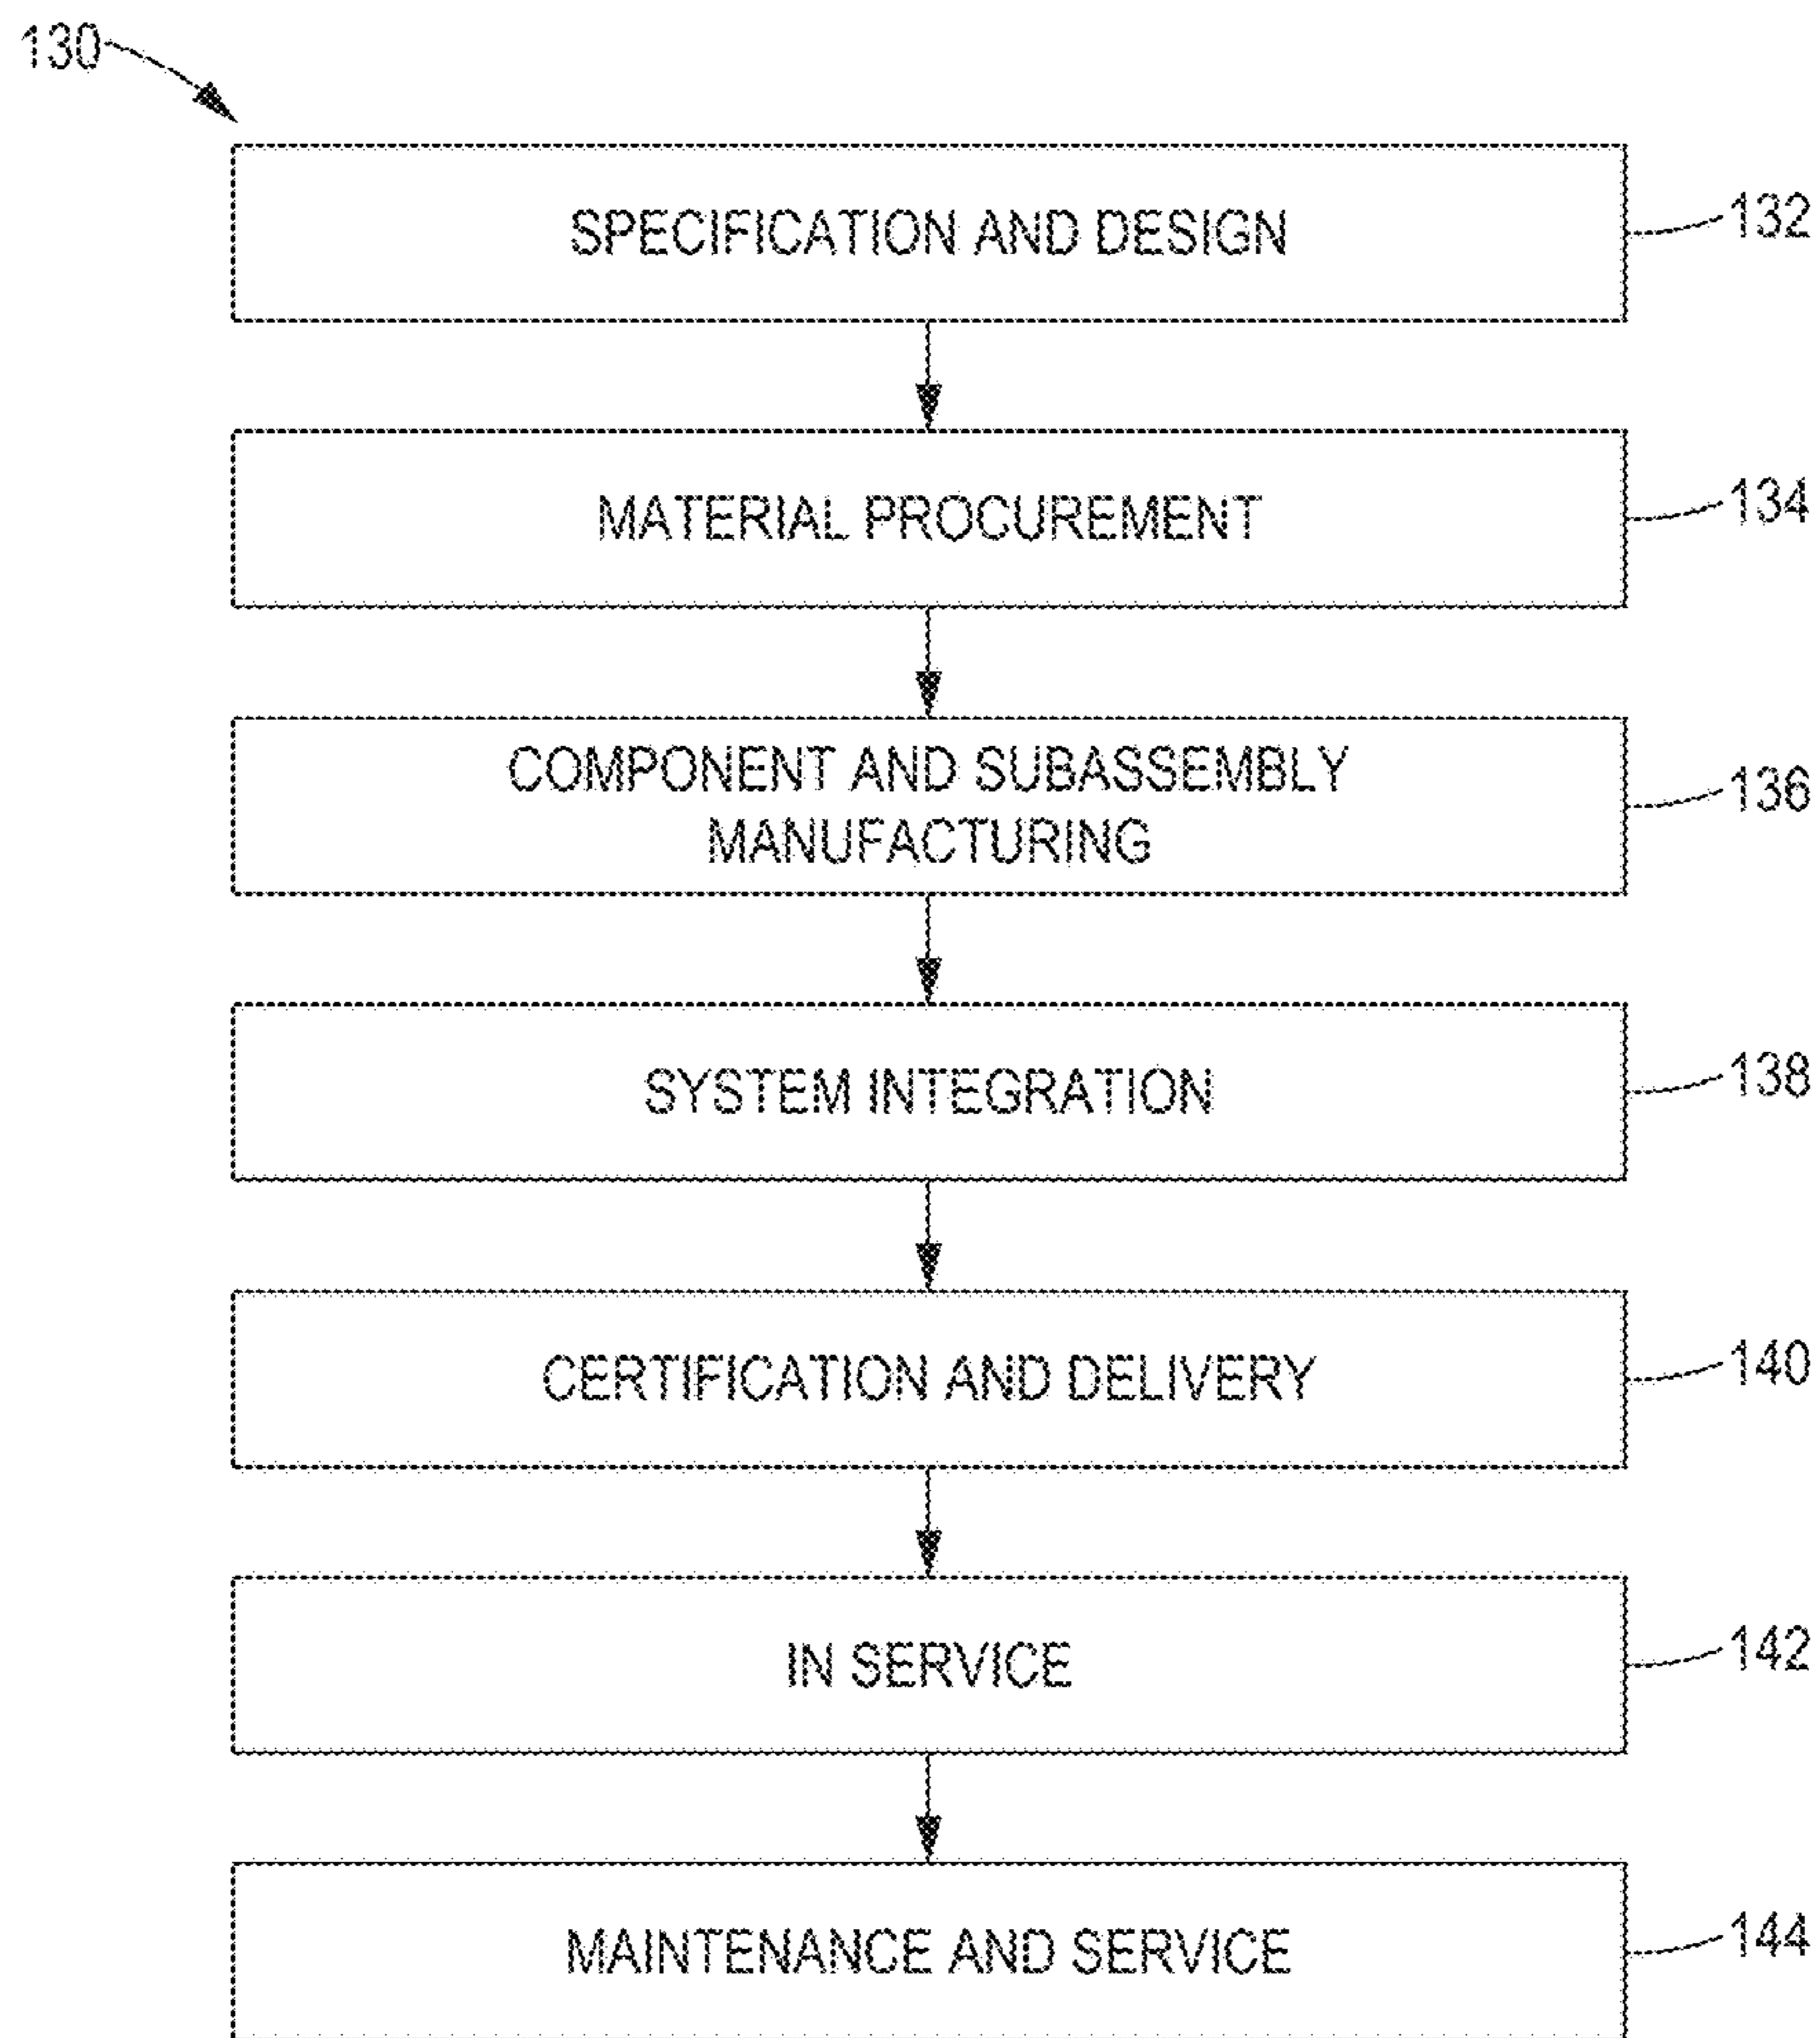 130
SPECIFICATION AND DESIGN
132
MATERIAL PROCUREMENT
134
COMPONENT AND SUBASSEMBLY
MANUFACTURING
136
SYSTEM INTEGRATION
138
CERTIFICATION AND DELIVERY
140
IN SERVICE
142
MAINTENANCE AND SERVICE
144